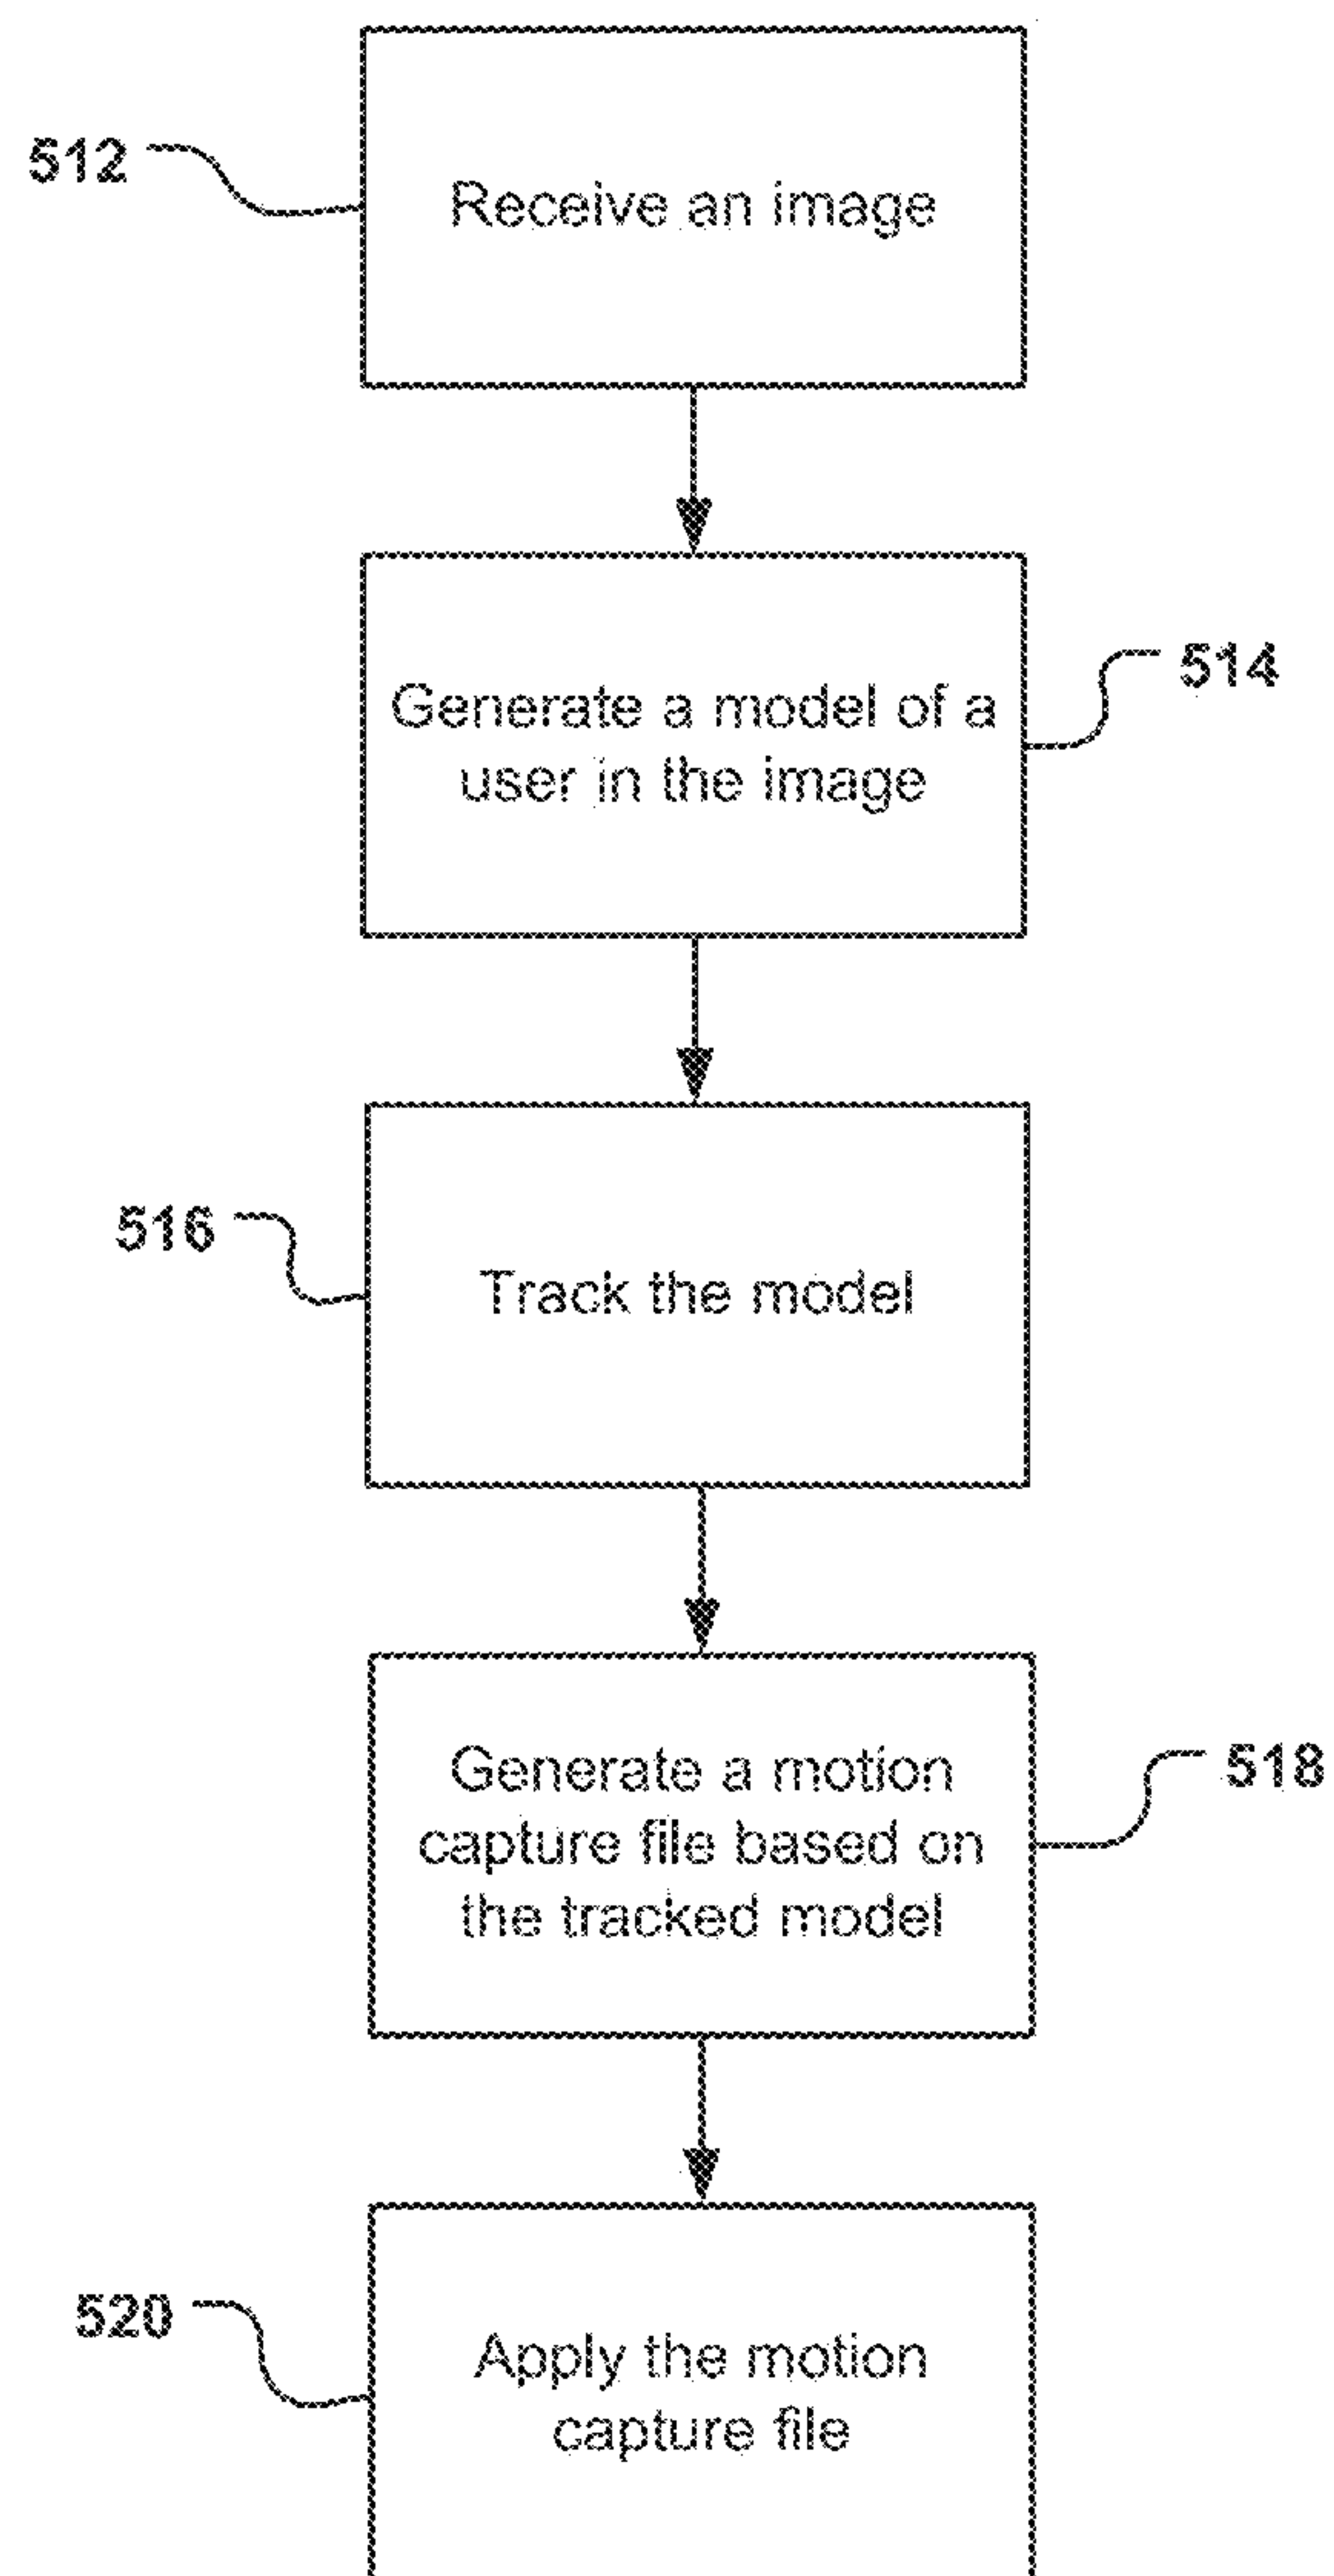 512
Receive an image
514
Generate a model of a
user in the image
516
Track the model
518
Generate a motion
capture file based on
the tracked model
520
Apply the motion
capture file